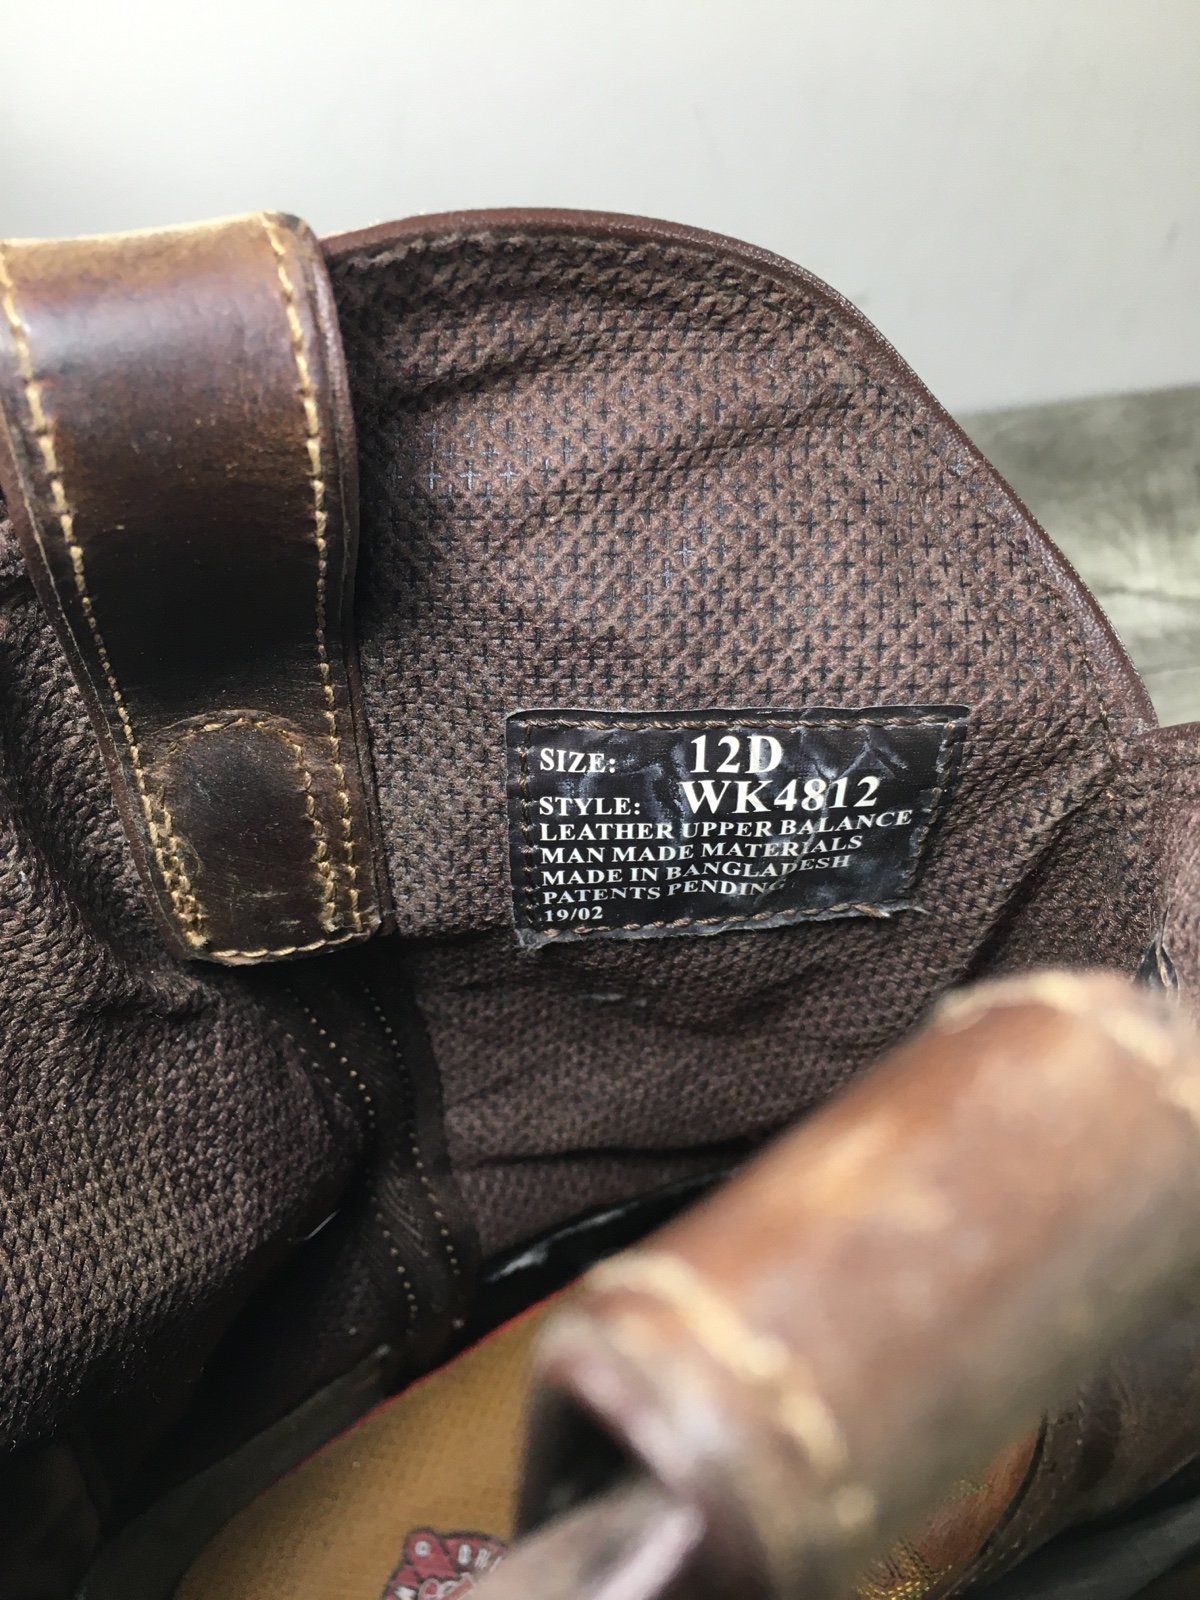 SIZE: 12D
STYLE: WK4812
LEATHER UPPER BALANCE
MAN MADE MATERIALS
MADE IN BANGLADESH
PATENTS PENDING
19/02